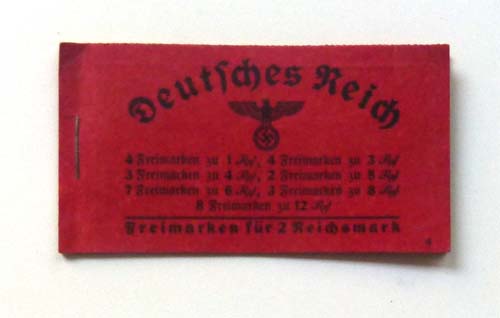 Deutsches Reich
4 Freimarken zu 1 Rpf, 4 Freimarken zu 3 Rpf
3 Freimarken zu 4 Rpf, 2 Freimarken zu 5 Rpf
7 Freimarken zu 6 Rpf, 3 Freimarken zu 8 Rpf
8 Freimarken zu 12 Rpf
Freimarken für 2 Reichsmark
4